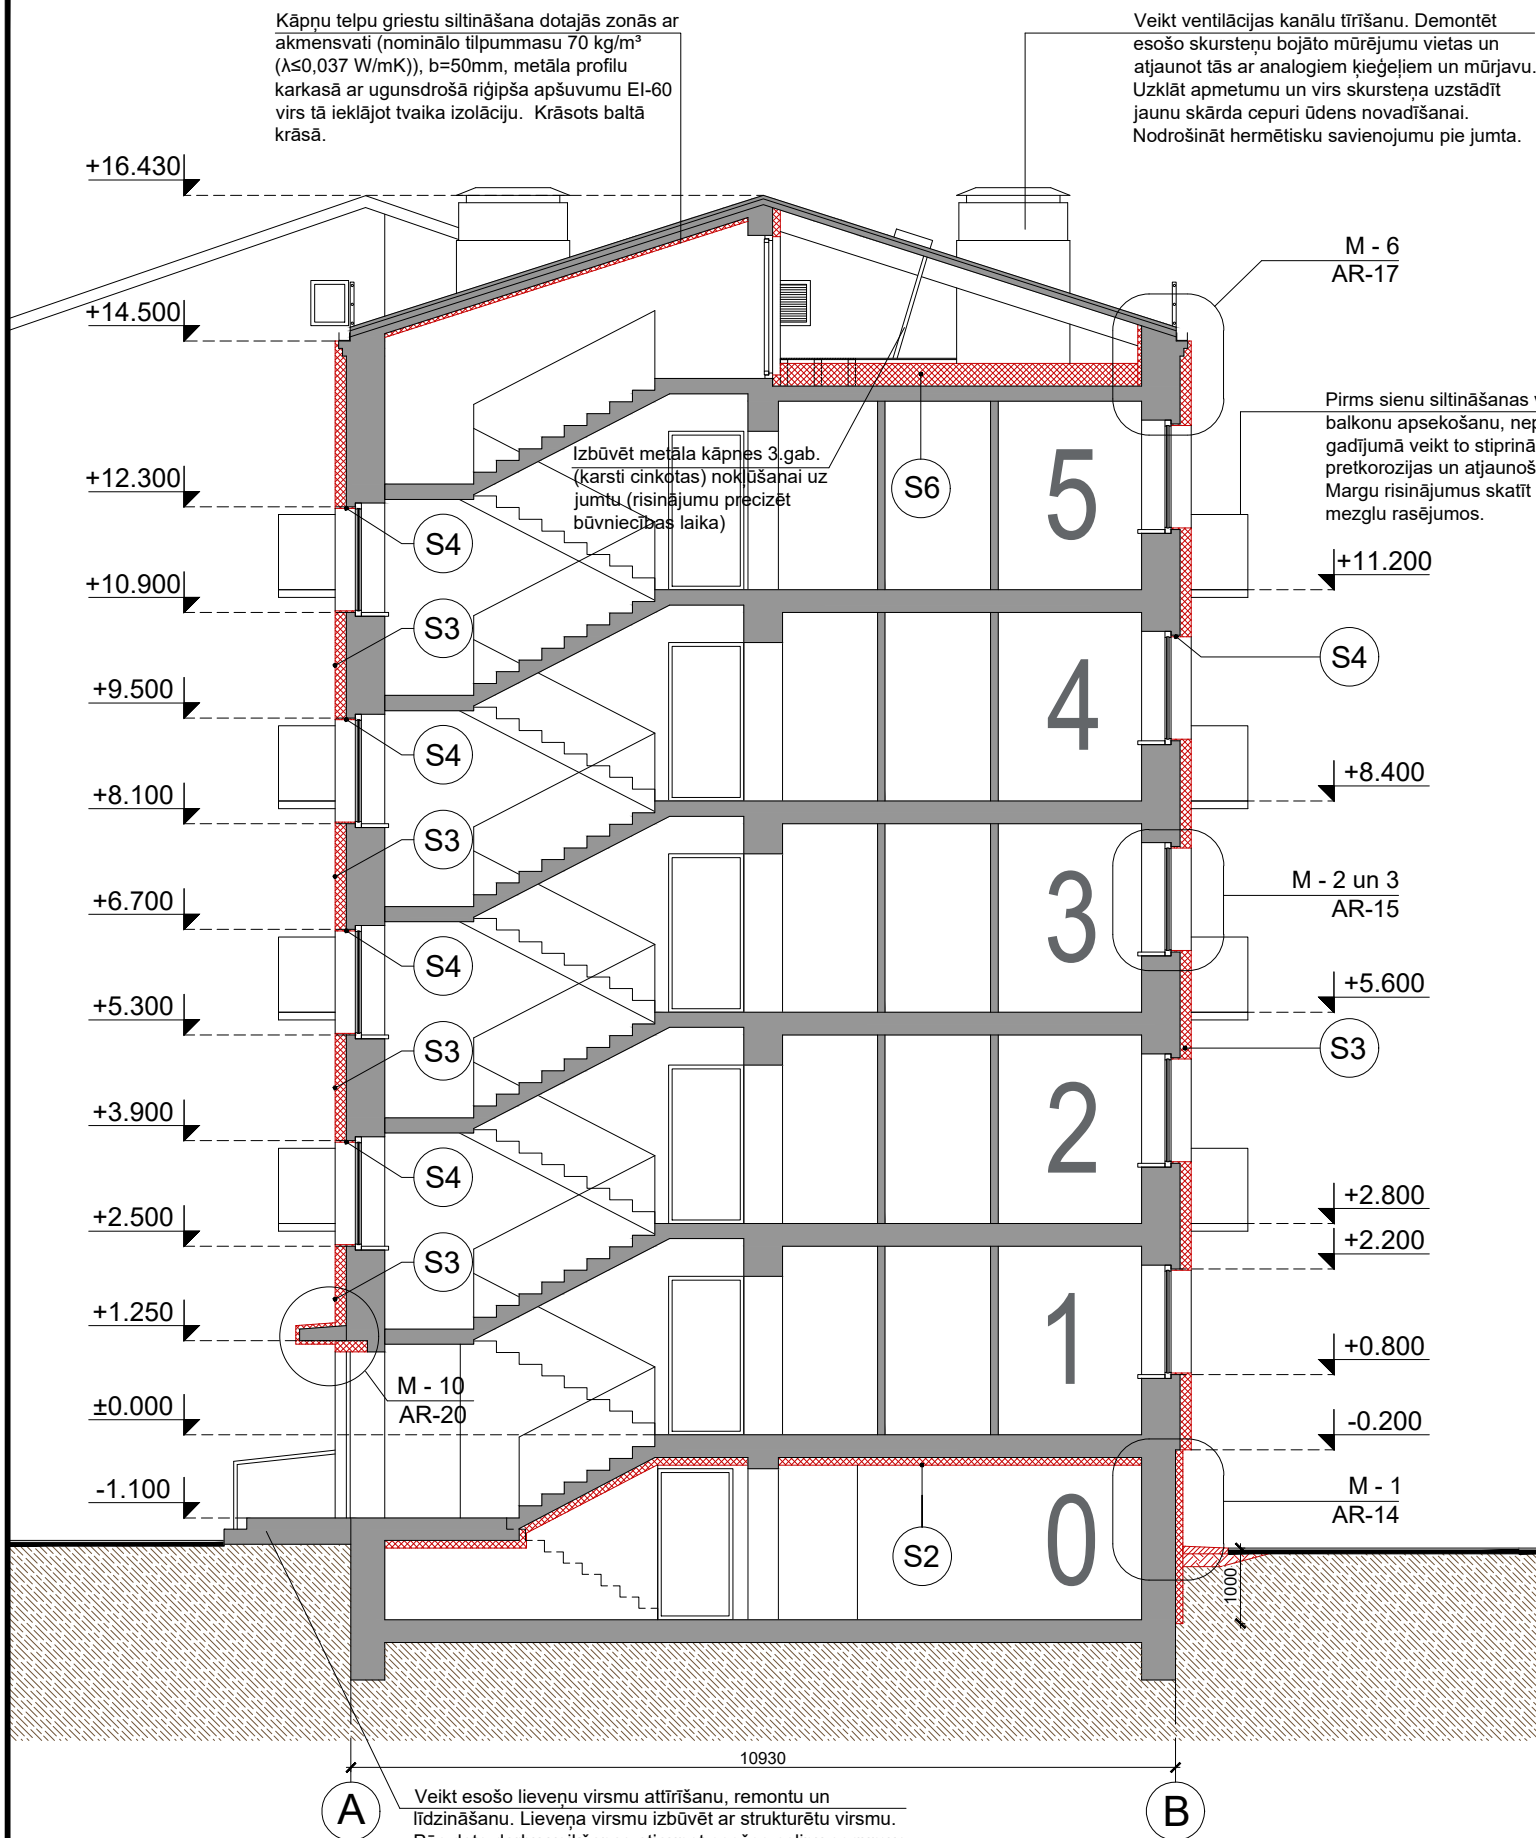 Kāpņu telpu griestu siltināšana dotajās zonās ar
akmensvati (nominālo tilpummasu 70 kg/m³
(λ≤0,037 W/mK)), b=50mm, metāla profilu
karkasā ar ugunsdrošā riģipša apšuvumu EI-60
virs tā ieklājot tvaika izolāciju. Krāsots baltā
krāsā.
Veikt ventilācijas kanālu tīrīšanu. Demontēt
esošo skursteņu bojāto mūrējumu vietas un
atjaunot tās ar analogiem ķieģeļiem un mūrjavu.
Uzklāt apmetumu un virs skursteņa uzstādīt
jaunu skārda cepuri ūdens novadīšanai.
Nodrošināt hermētisku savienojumu pie jumta.
+16.430
+14.500
+12.300
+10.900
+9.500
+8.100
+6.700
+5.300
+3.900
+2.500
+1.250
±0.000
-1.100
M - 6
AR-17
Pirms sienu siltināšanas
balkonu apsekošanu,
gadījumā veikt to
pretkorozijas un
Margu risinājumus skatīt
mezglu rasējumos.
Izbūvēt metāla kāpnes 3.gab.
(karsti cinkotas) nokļūšanai uz
jumtu (risinājumu precizēt
būvniecības laika)
S6
S4
S3
S4
S3
S4
S3
S4
S3
5
4
3
2
1
0
+11.200
S4
+8.400
M - 2 un 3
AR-15
+5.600
S3
+2.800
+2.200
+0.800
-0.200
M - 1
AR-14
M - 10
AR-20
S2
1000
10930
A
B
Veikt esošo lieveņu virsmu attīrīšanu, remontu un
līdzināšanu. Lieveņa virsmu izbūvēt ar strukturētu virsmu.